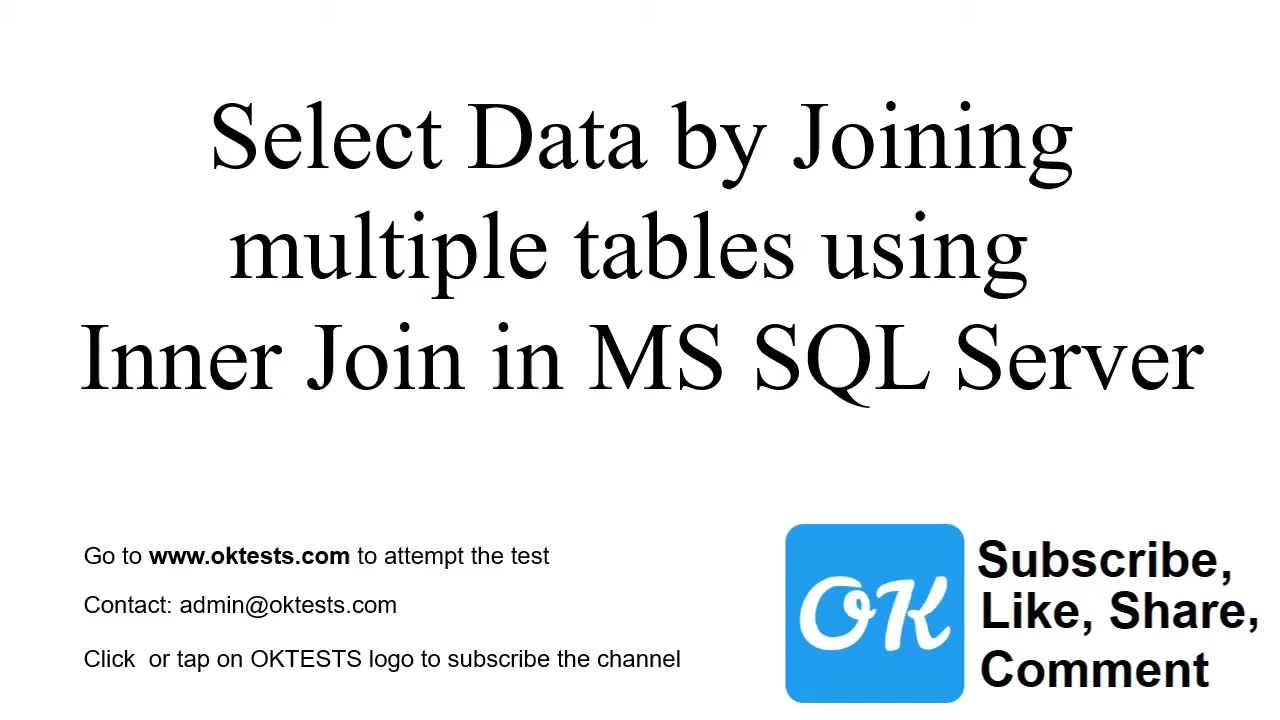 Select Data by Joining
multiple tables using
Inner Join in MS SQL Server
Go to www.oktests.com to attempt the test
Contact: admin@oktests.com
Click or tap on OKTESTS logo to subscribe the channel
OK
Subscribe,
Like, Share,
Comment